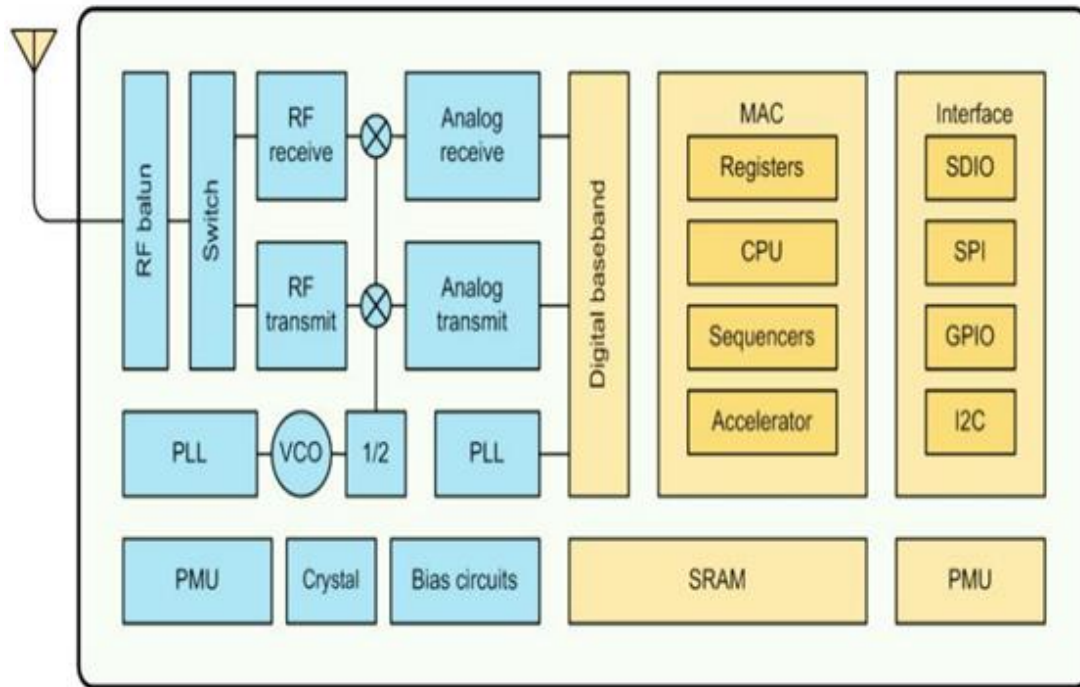 RF balun
Switch
RF
receive
Analog
receive
RF
transmit
Analog
transmit
PLL
VCO
1/2
PLL
Digital baseband
MAC
Registers
CPU
Sequencers
Accelerator
Interface
SDIO
SPI
GPIO
I2C
PMU
Crystal
Bias circuits
SRAM
PMU